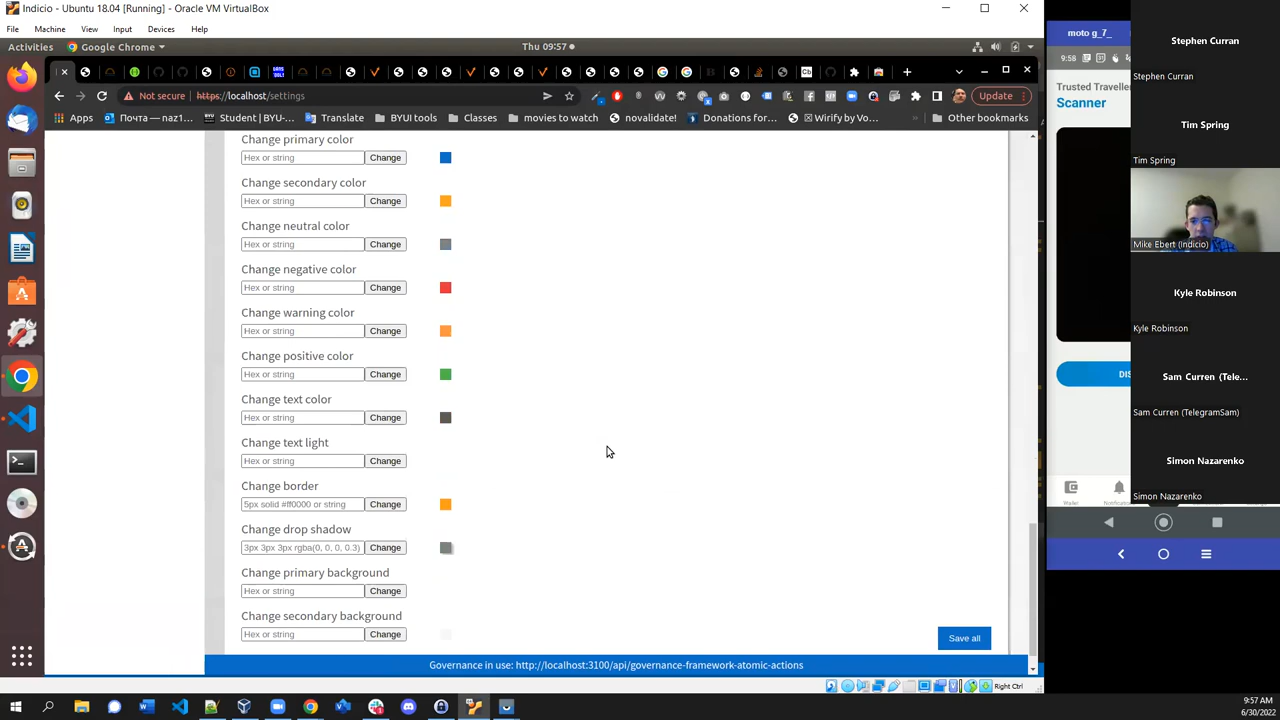 Indicio - Ubuntu 18.04 [Running] - Oracle VM VirtualBox
File Machine View Input Devices Help
Activities Google Chrome Thu 09:57
Not secure https://localhost/settings Update
Apps Почта — naz1... Student | BYU-... Translate BYUI tools Classes movies to watch novalidate! Donations for... Wirify by Vo... » Other bookmarks
Change primary color
Hex or string Change
Change secondary color
Hex or string Change
Change neutral color
Hex or string Change
Change negative color
Hex or string Change
Change warning color
Hex or string Change
Change positive color
Hex or string Change
Change text color
Hex or string Change
Change text light
Hex or string Change
Change border
5px solid #ff0000 or string Change
Change drop shadow
3px 3px 3px rgba(0, 0, 0, 0.3) Change
Change primary background
Hex or string Change
Change secondary background
Hex or string Change
Save all
Governance in use: http://localhost:3100/api/governance-framework-atomic-actions
Right Ctrl
moto g_7_
9:58
Trusted Travelle
Scanner
DIS
Wallet
Stephen Curran
Stephen Curran
Tim Spring
Tim Spring
Mike Ebert (Indicio)
Kyle Robinson
Kyle Robinson
Sam Curren (Tele...
Sam Curren (TelegramSam)
Simon Nazarenko
Simon Nazarenko
9:57 AM
6/30/2022